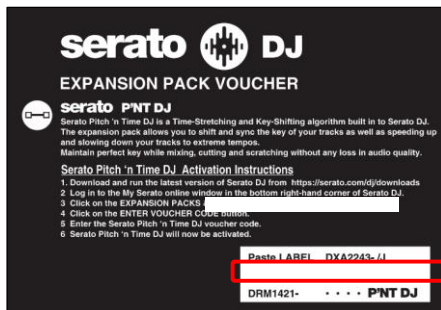 serato DJ
EXPANSION PACK VOUCHER
serato P'NT DJ
Serato Pitch 'n Time DJ is a Time-Stretching and Key-Shifting algorithm built in to Serato DJ.
The expansion pack allows you to shift and sync the key of your tracks as well as speeding up
and slowing down your tracks to extreme tempos.
Maintain perfect key while mixing, cutting and scratching without any loss in audio quality.
Serato Pitch 'n Time DJ Activation Instructions
1. Download and run the latest version of Serato DJ from https://serato.com/dj/downloads
2 Log in to the My Serato online window in the bottom right-hand corner of Serato DJ.
3 Click on the EXPANSION PACKS
4 Click on the ENTER VOUCHER CODE button.
5 Enter the Serato Pitch 'n Time DJ voucher code.
6 Serato Pitch 'n Time DJ will now be activated.
Paste LABEL DXA2243- /J
DRM1421- · · · · P'NT DJ